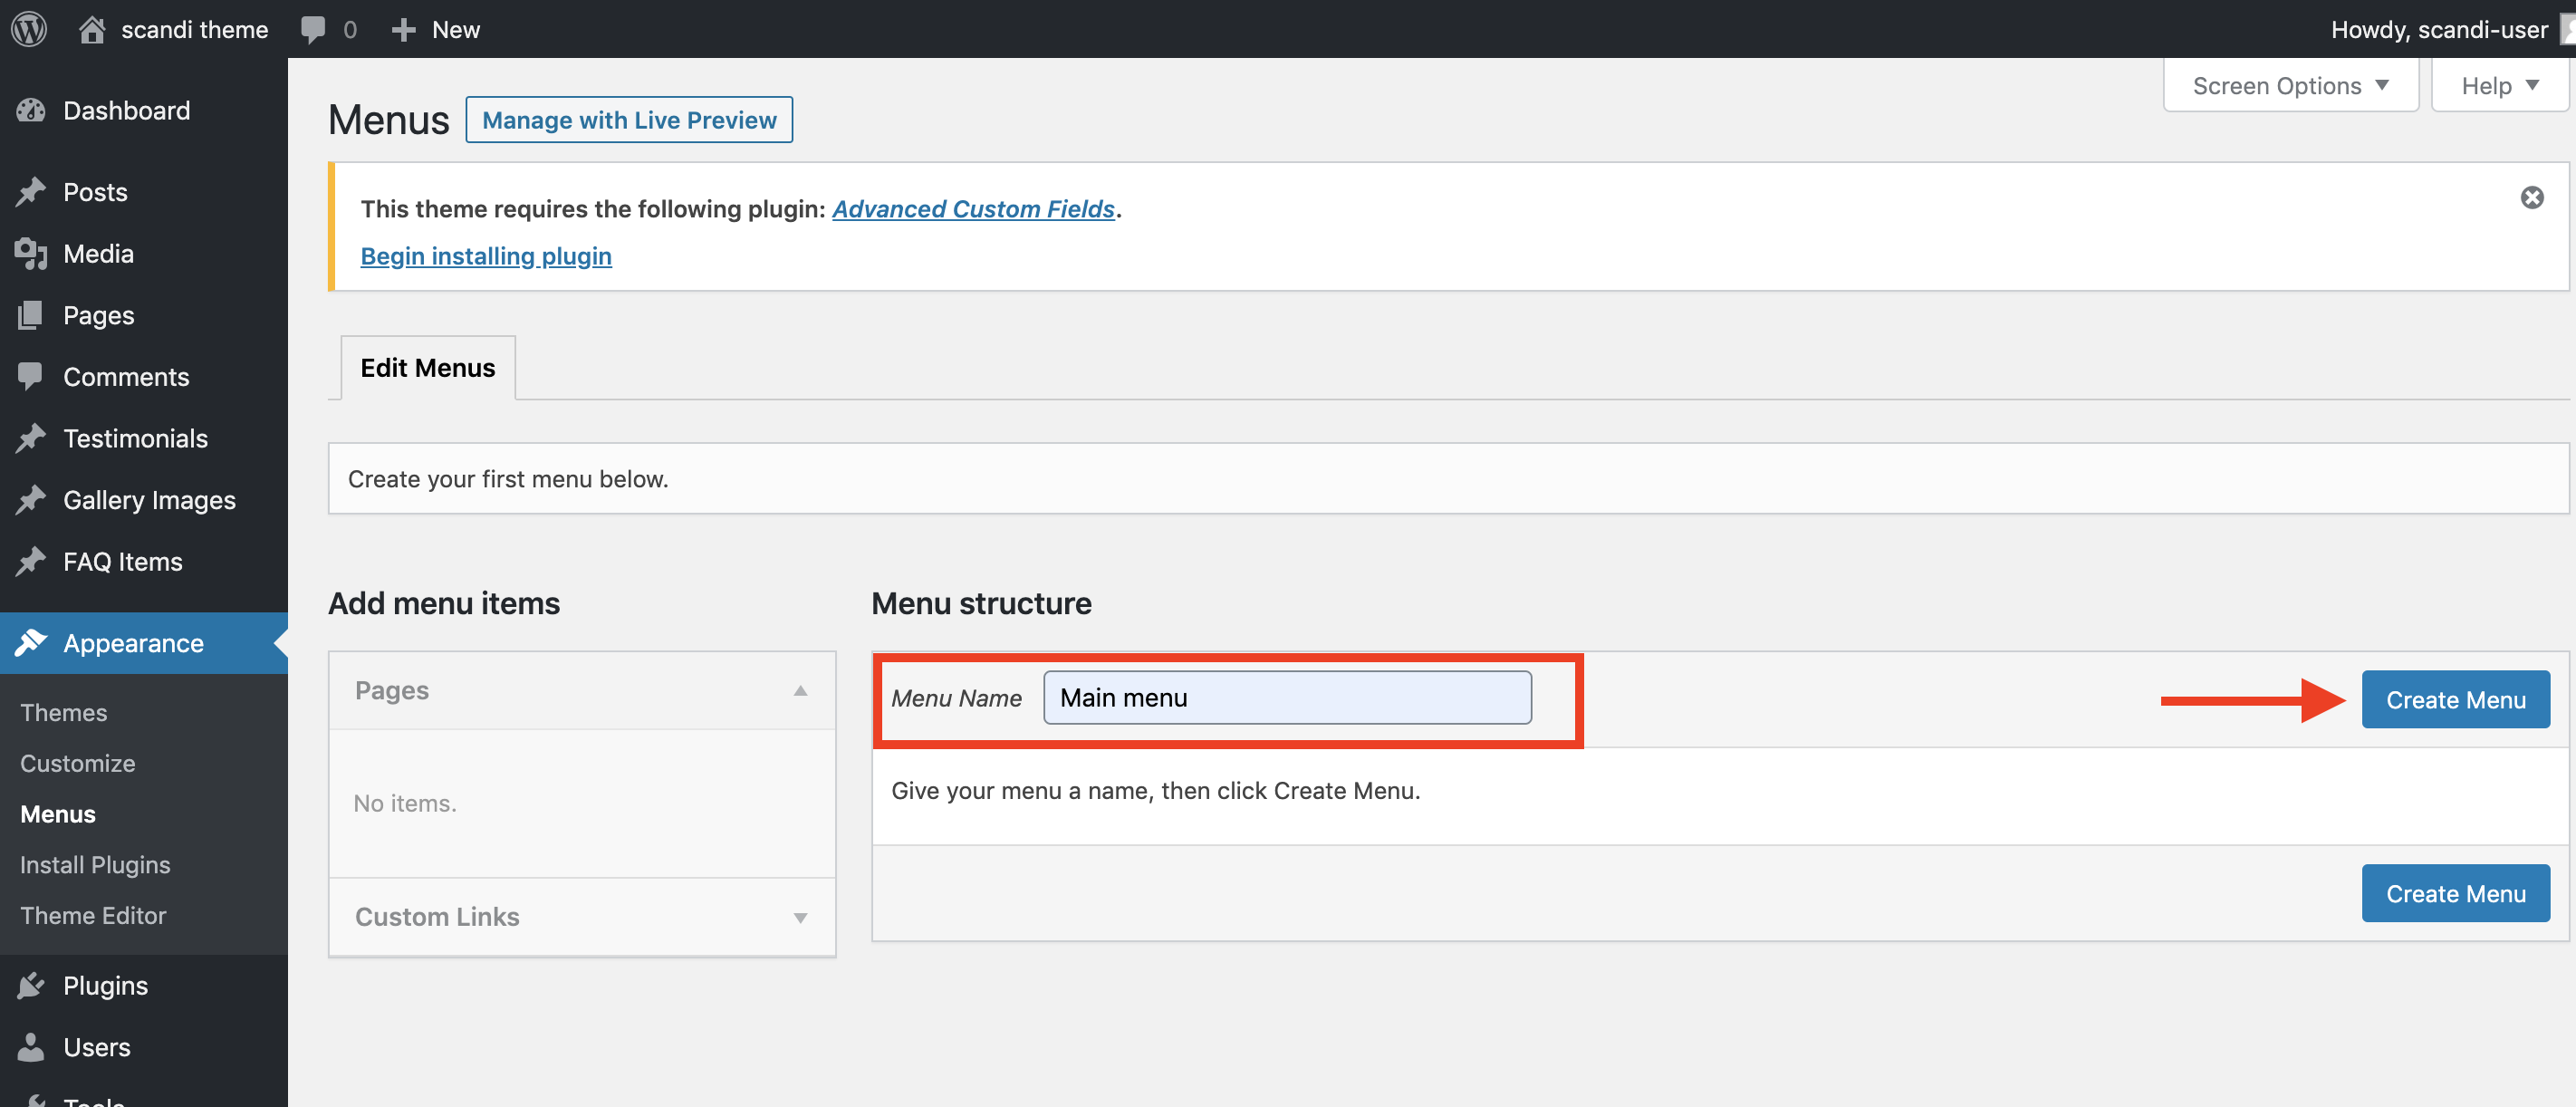 scandi theme 0 New Howdy, scandi-user
Screen Options Help
Dashboard
Posts
Media
Pages
Comments
Testimonials
Gallery Images
FAQ Items
Appearance
Themes
Customize
Menus
Install Plugins
Theme Editor
Plugins
Users
Tools
Menus Manage with Live Preview
This theme requires the following plugin: Advanced Custom Fields.
Begin installing plugin
Edit Menus
Create your first menu below.
Add menu items
Pages
No items.
Custom Links
Menu structure
Menu Name Main menu Create Menu
Give your menu a name, then click Create Menu.
Create Menu